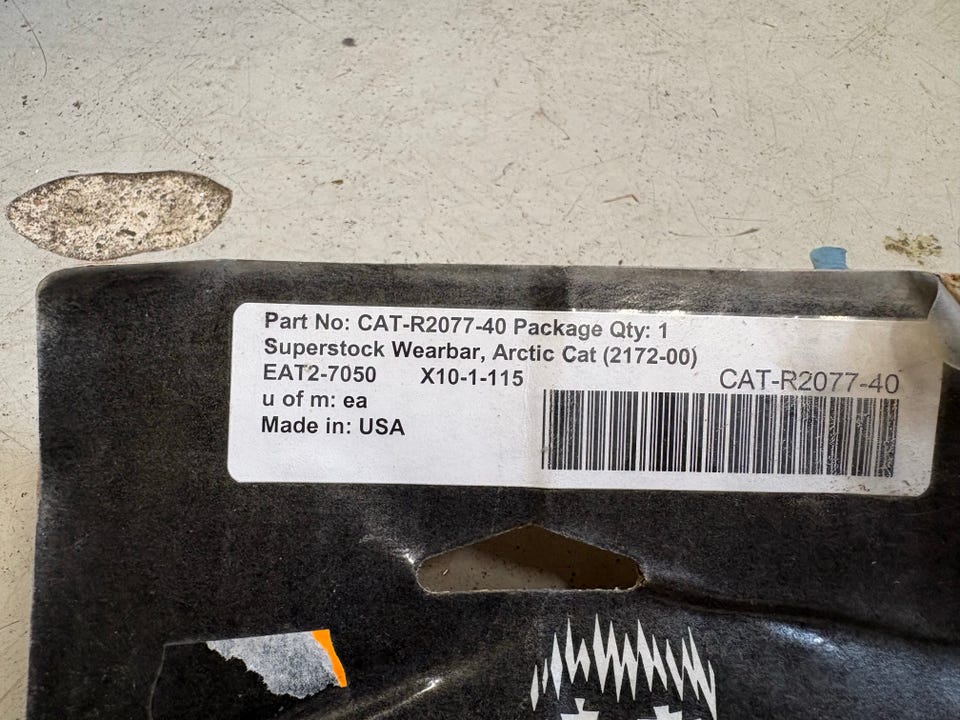 Part No: CAT-R2077-40 Package Qty: 1
Superstock Wearbar, Arctic Cat (2172-00)
EAT2-7050 X10-1-115
CAT-R2077-40
u of m: ea
Made in: USA